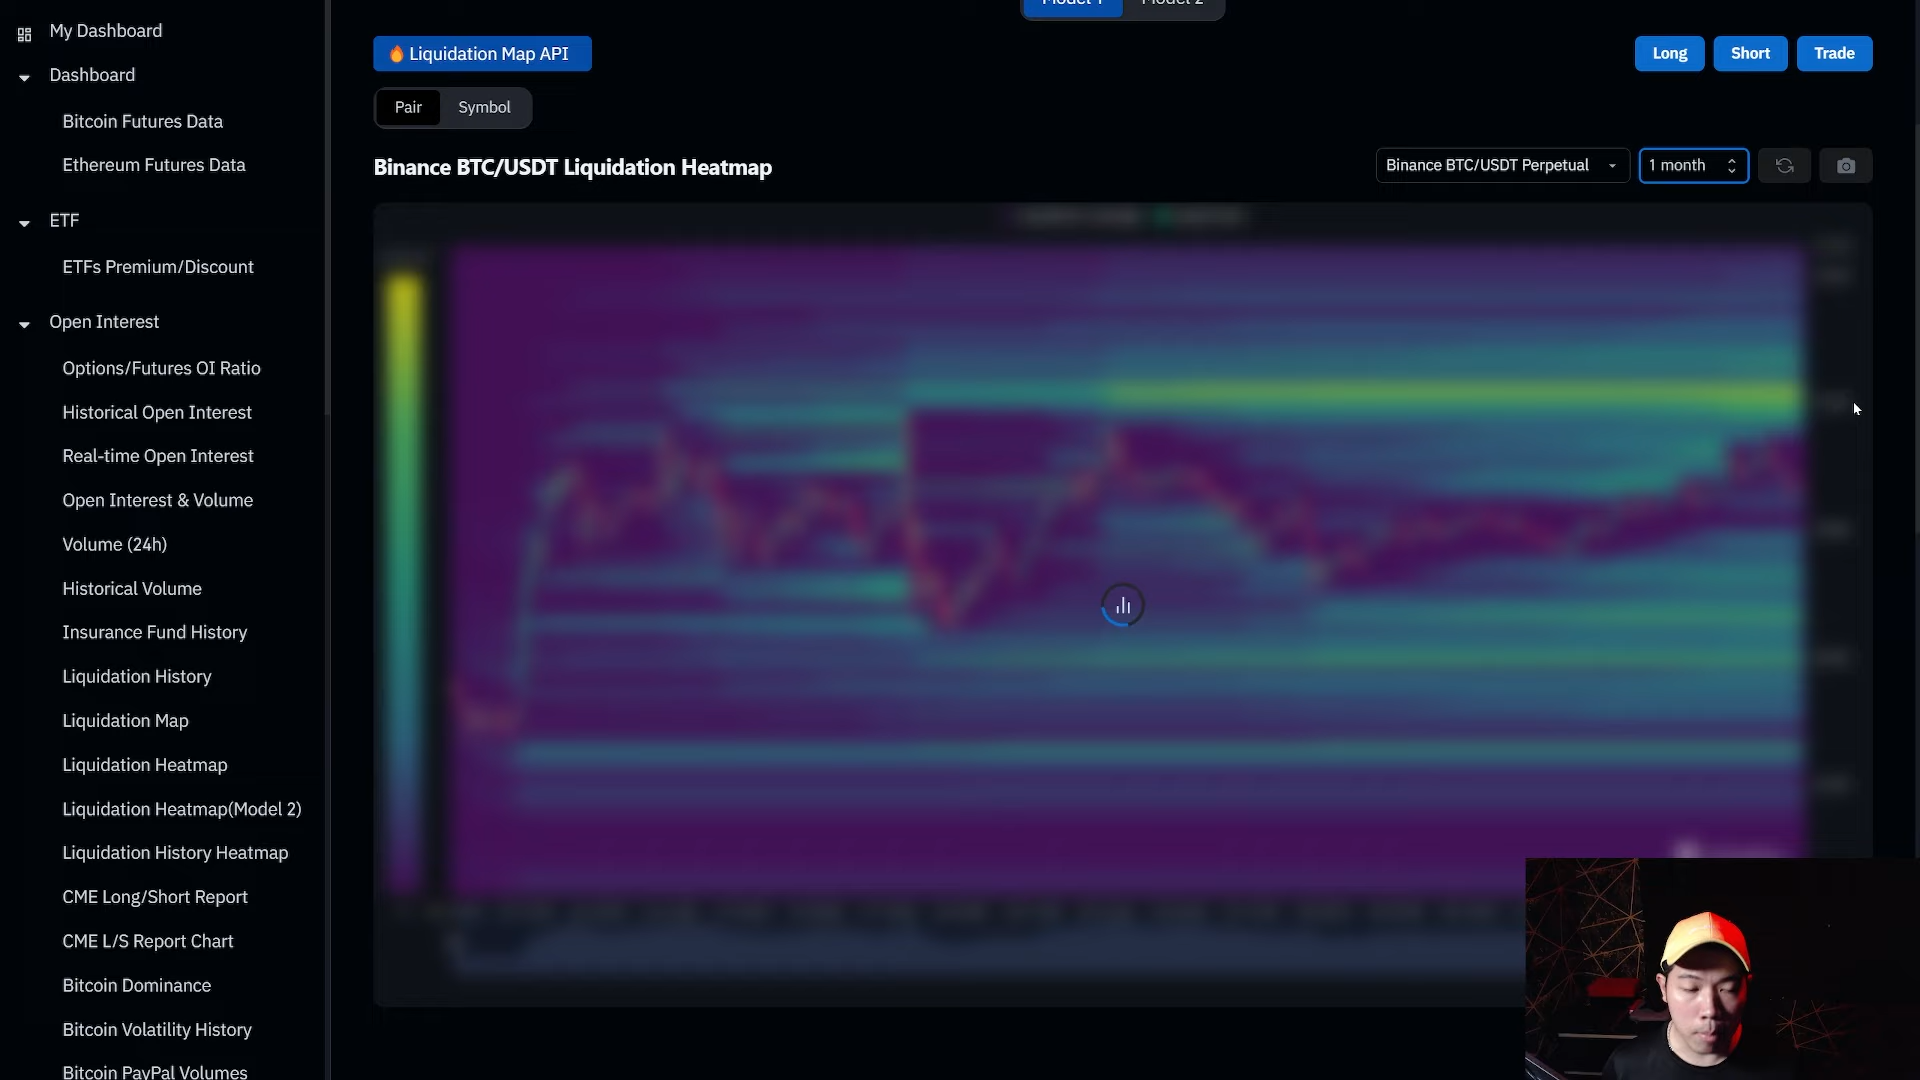 My Dashboard
Dashboard
Bitcoin Futures Data
Ethereum Futures Data
ETF
ETFs Premium/Discount
Open Interest
Options/Futures OI Ratio
Historical Open Interest
Real-time Open Interest
Open Interest & Volume
Volume (24h)
Historical Volume
Insurance Fund History
Liquidation History
Liquidation Map
Liquidation Heatmap
Liquidation Heatmap(Model 2)
Liquidation History Heatmap
CME Long/Short Report
CME L/S Report Chart
Bitcoin Dominance
Bitcoin Volatility History
Bitcoin PayPal Volumes
Model 1 Model 2
Liquidation Map API
Long Short Trade
Pair Symbol
Binance BTC/USDT Liquidation Heatmap
Binance BTC/USDT Perpetual
1 month